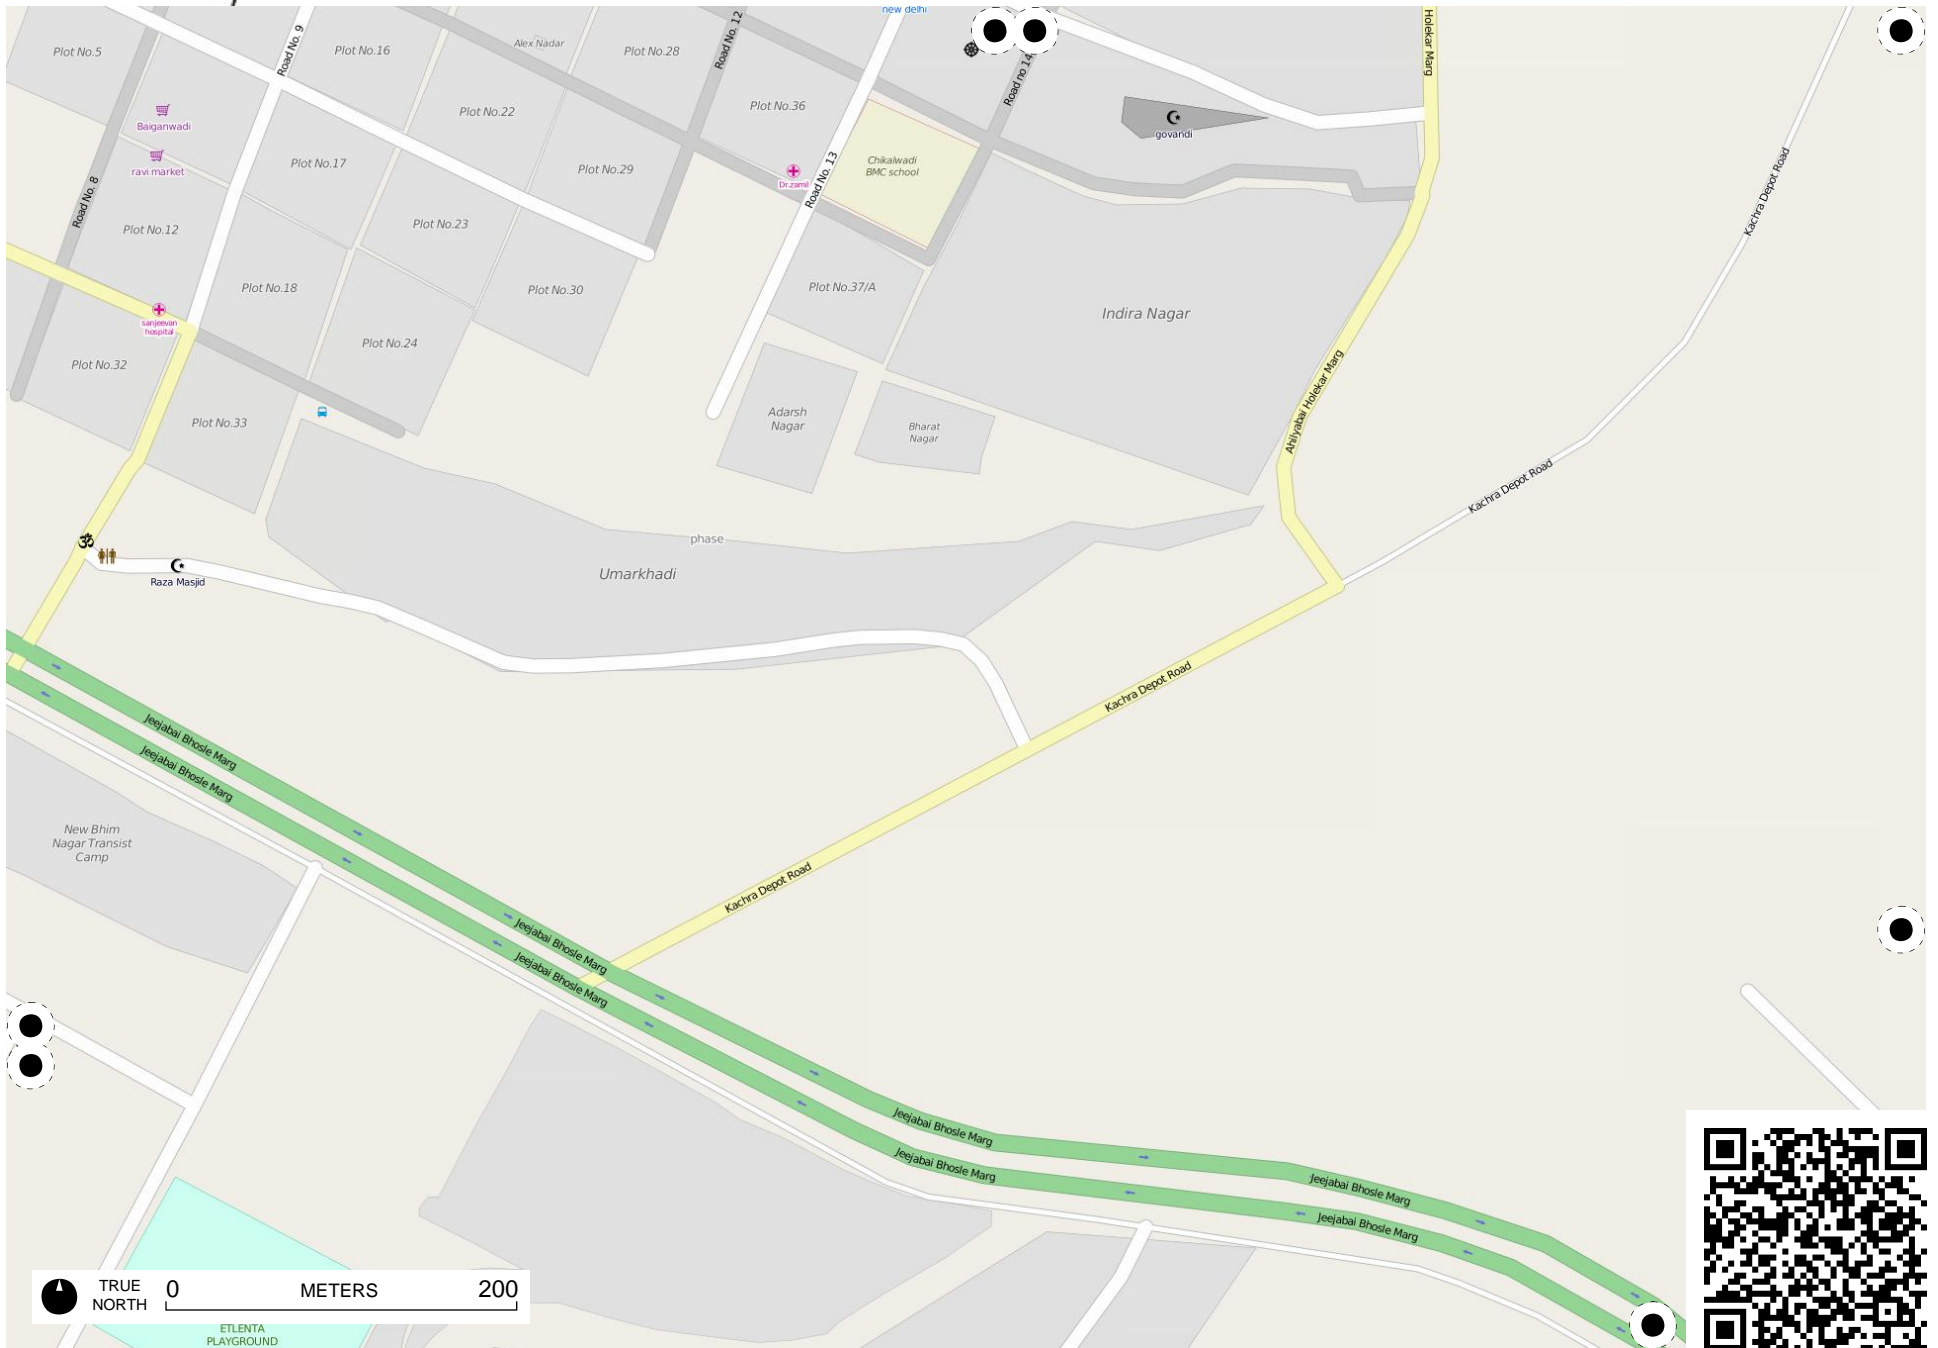 new delhi
Plot No.5
Road No. 9
Plot No.16
Alex Nadar
Plot No.28
Road No. 12
Road no 14
Holekar Marg
Baiganwadi
ravi market
Plot No.22
Plot No.36
govandi
Road No. 8
Plot No.17
Plot No.29
Dr.zamil
Road No. 13
Chikalwadi
BMC school
Kachra Depot Road
Plot No.12
Plot No.23
sanjeevan
hospital
Plot No.18
Plot No.30
Plot No.37/A
Indira Nagar
Plot No.32
Plot No.24
Ahilyabai Holekar Marg
Plot No.33
Adarsh
Nagar
Bharat
Nagar
Kachra Depot Road
phase
Umarkhadi
Raza Masjid
Kachra Depot Road
Jeejabai Bhosle Marg
Jeejabai Bhosle Marg
New Bhim
Nagar Transist
Camp
Kachra Depot Road
Jeejabai Bhosle Marg
Jeejabai Bhosle Marg
Jeejabai Bhosle Marg
Jeejabai Bhosle Marg
Jeejabai Bhosle Marg
Jeejabai Bhosle Marg
TRUE
NORTH
0 METERS 200
ETLENTA
PLAYGROUND